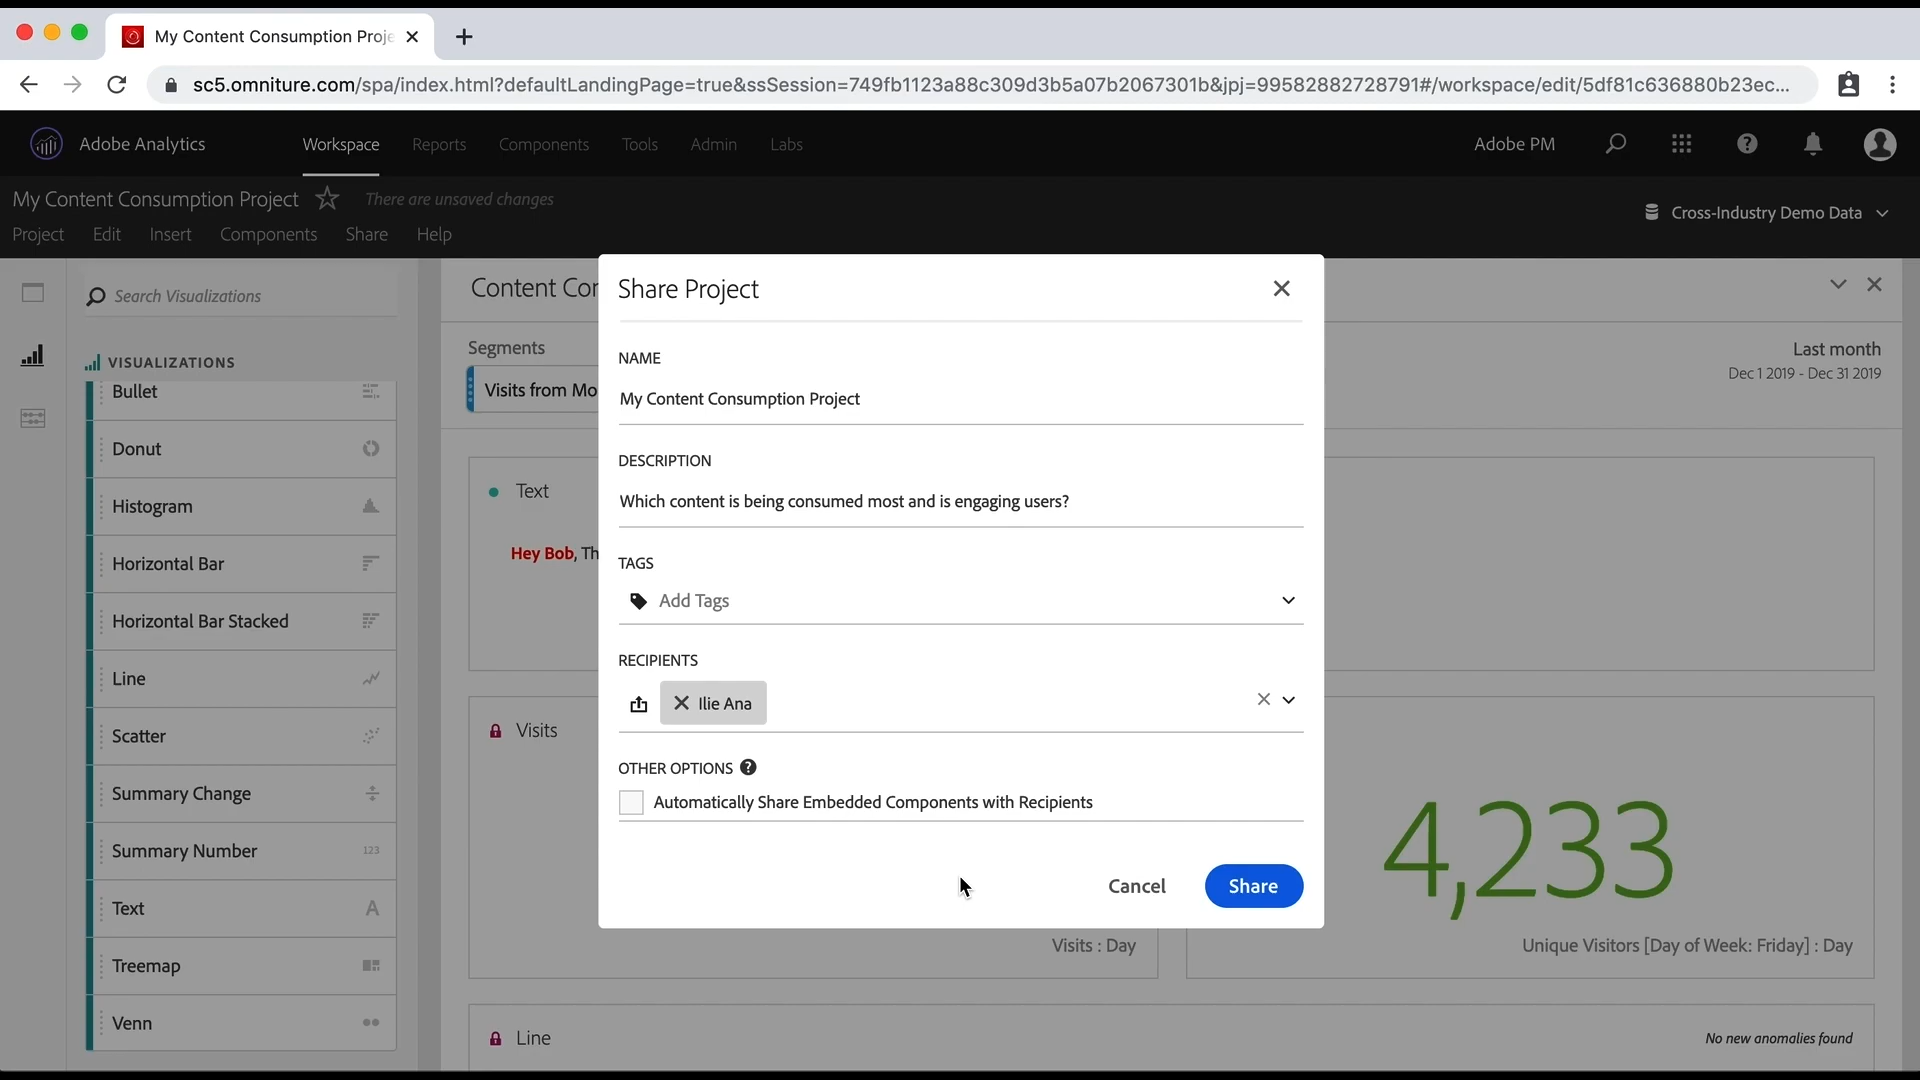 My Content Consumption Proje
sc5.omniture.com/spa/index.html?defaultLandingPage=true&ssSession=749fb1123a88c309d3b5a07b2067301b&jpj=99582882728791#/workspace/edit/5df81c636880b23ec...
Adobe Analytics
Workspace
Reports
Components
Tools
Admin
Labs
Adobe PM
My Content Consumption Project
There are unsaved changes
Cross-Industry Demo Data
Project
Edit
Insert
Components
Share
Help
Search Visualizations
VISUALIZATIONS
Bullet
Donut
Histogram
Horizontal Bar
Horizontal Bar Stacked
Line
Scatter
Summary Change
Summary Number
123
Text
A
Treemap
Venn
Content Con
Segments
Visits from Mo
Last month
Dec 1 2019 - Dec 31 2019
Text
Hey Bob, Th
Visits
Share Project
NAME
My Content Consumption Project
DESCRIPTION
Which content is being consumed most and is engaging users?
TAGS
Add Tags
RECIPIENTS
Ilie Ana
OTHER OPTIONS
Automatically Share Embedded Components with Recipients
Cancel
Share
4,233
Visits : Day
Unique Visitors [Day of Week: Friday] : Day
Line
No new anomalies found